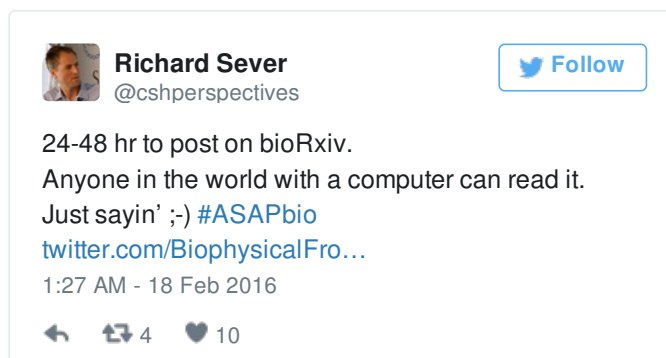 Richard Sever
Follow
@cshperspectives
24-48 hr to post on bioRxiv.
Anyone in the world with a computer can read it.
Just sayin’ ;-) #ASAPbio
twitter.com/BiophysicalFro…
1:27 AM - 18 Feb 2016
4 10